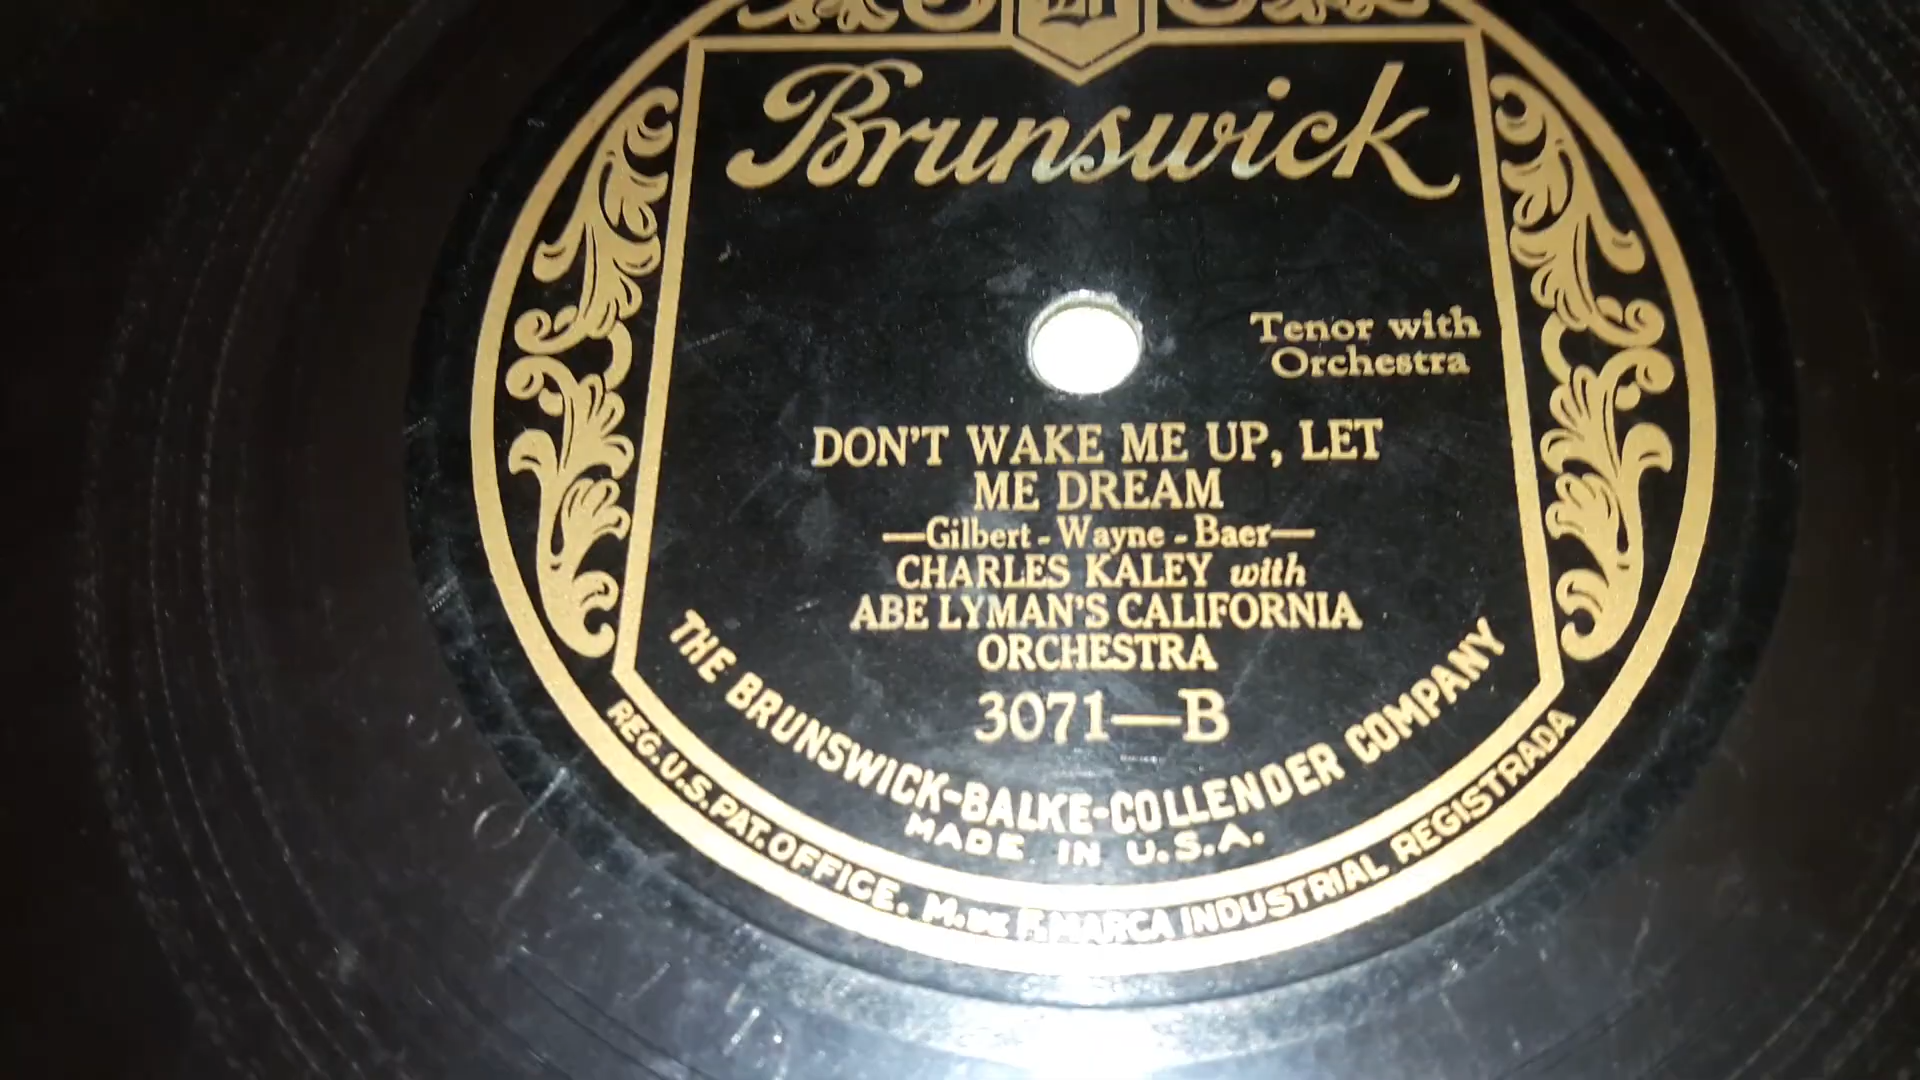 Brunswick
Tenor with
Orchestra
DON'T WAKE ME UP, LET
ME DREAM
—Gilbert - Wayne - Baer—
CHARLES KALEY with
ABE LYMAN'S CALIFORNIA
ORCHESTRA
3071—B
THE BRUNSWICK-BALKE-COLLENDER COMPANY
MADE IN U.S.A.
REG.U.S.PAT.OFFICE. M.DE F. MARCA INDUSTRIAL REGISTRADA